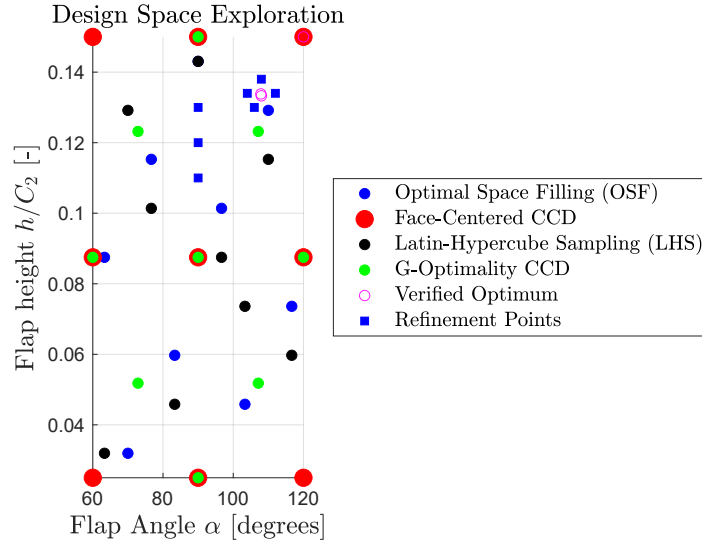 Design Space Exploration
0.14
0.12
0.1
0.08
0.06
0.04
Flap height h/C₂ [-]
60
80
100
120
Flap Angle α [degrees]
Optimal Space Filling (OSF)
Face-Centered CCD
Latin-Hypercube Sampling (LHS)
G-Optimality CCD
Verified Optimum
Refinement Points